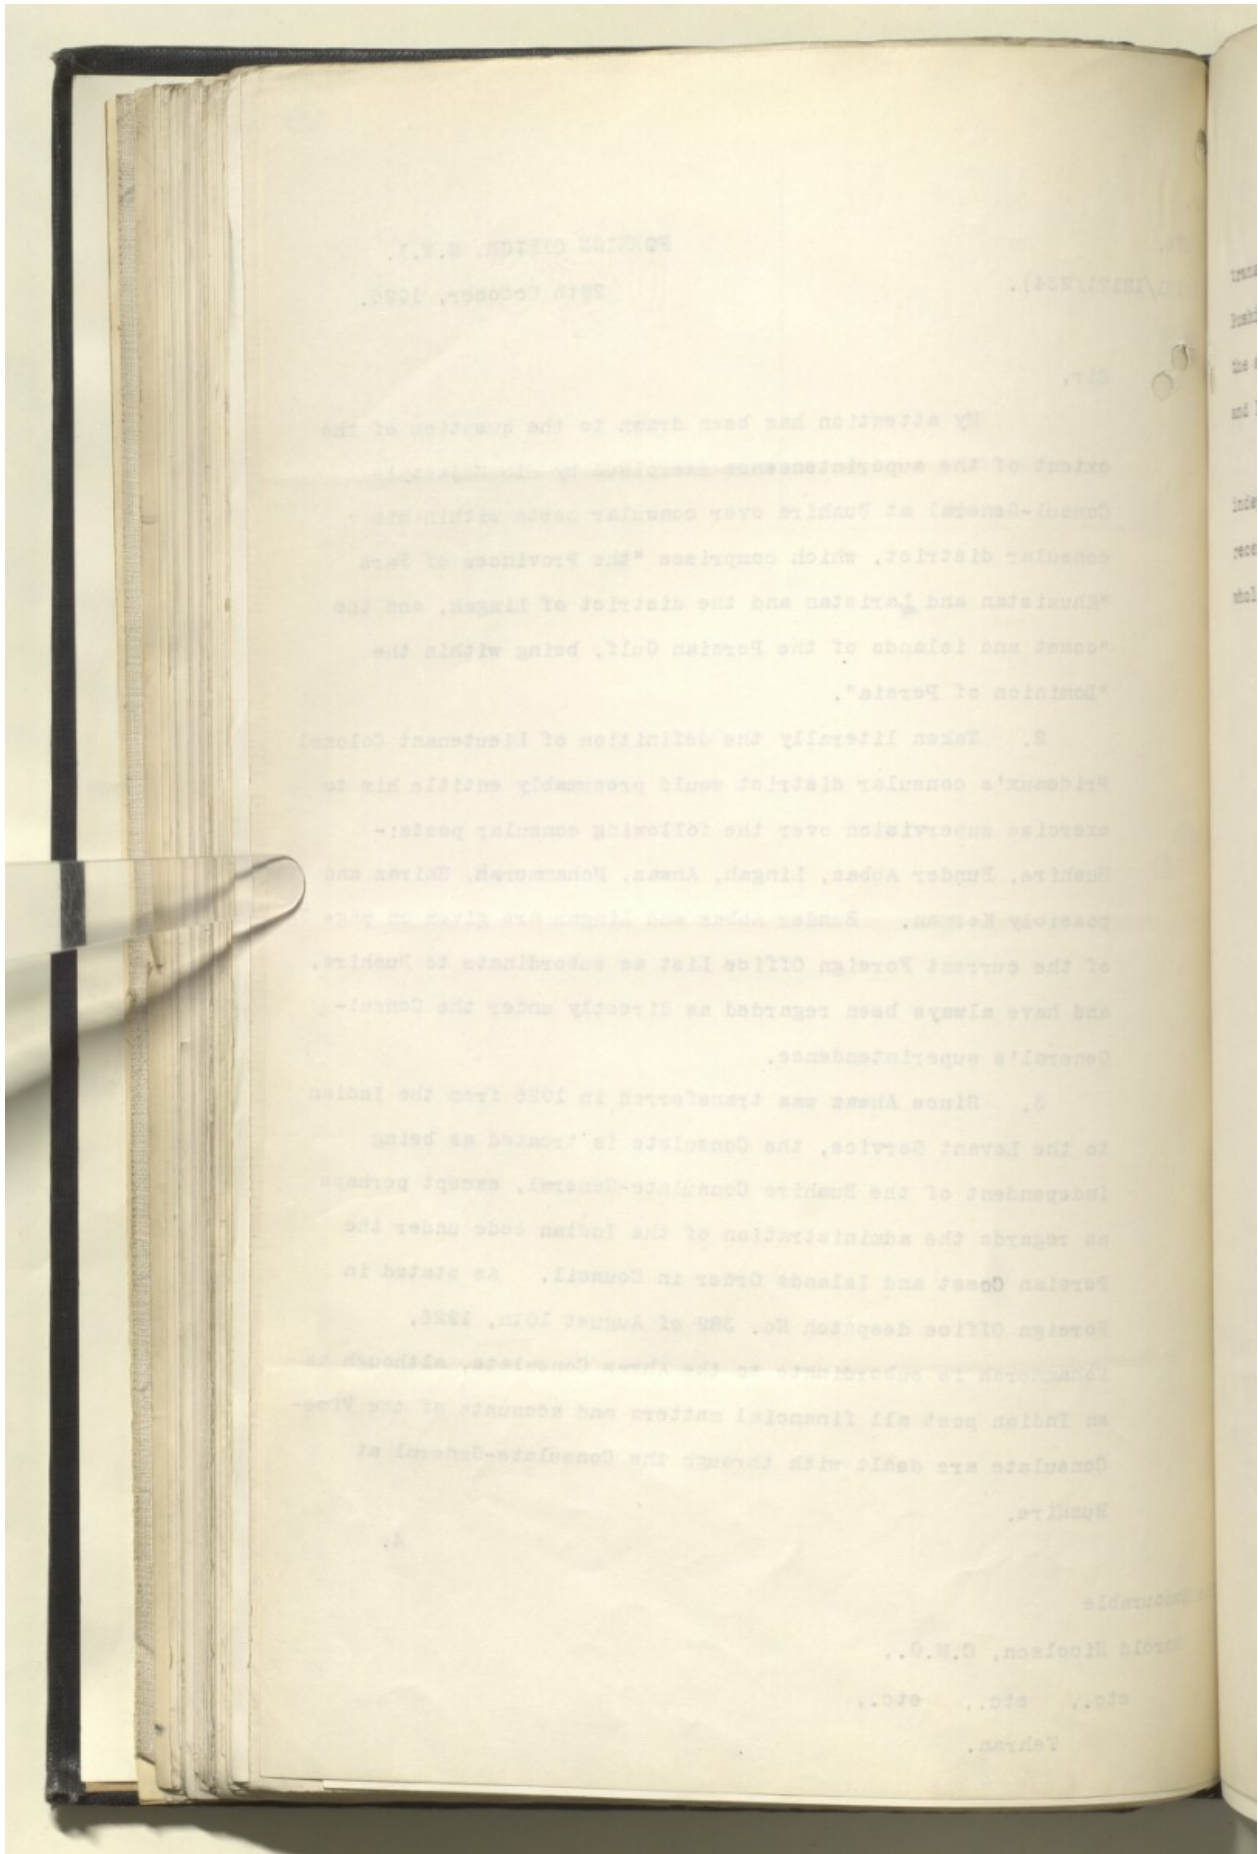 FOREIGN OFFICE, S.W.1.
/12121/234).
29th October, 1926.
Sir,
My attention has been drawn to the question of the
extent of the superintendence exercised by His Majesty's
Consul-General at Bushire over consular posts within his
consular district, which comprises "the Provinces of Fars
"Khuzistan and Laristan and the district of Lingah, and the
"coast and islands of the Persian Gulf, being within the
"Dominion of Persia".
2. Taken literally the definition of Lieutenant Colonel
Prideaux's consular district would presumably entitle him to
exercise supervision over the following consular posts:-
Bushire, Bunder Abbas, Lingah, Ahwaz, Mohammerah, Shiraz and
possibly Kerman. Bander Abbas and Lingah are given on page
of the current Foreign Office List as subordinate to Bushire,
and have always been regarded as directly under the Consul-
General's superintendence.
3. Since Ahwaz was transferred in 1926 from the Indian
to the Levant Service, the Consulate is treated as being
independent of the Bushire Consulate-General, except perhaps
as regards the administration of the Indian code under the
Persian Coast and Islands Order in Council. As stated in
Foreign Office despatch No. 382 of August 10th, 1926,
Mohammerah is subordinate to the Ahwaz Consulate, although as
an Indian post all financial matters and accounts of the Vice-
Consulate are dealt with through the Consulate-General at
Bushire.
4.
Honourable
Harold Nicolson, C.M.G.,
etc., etc., etc.,
Tehran.
the
and